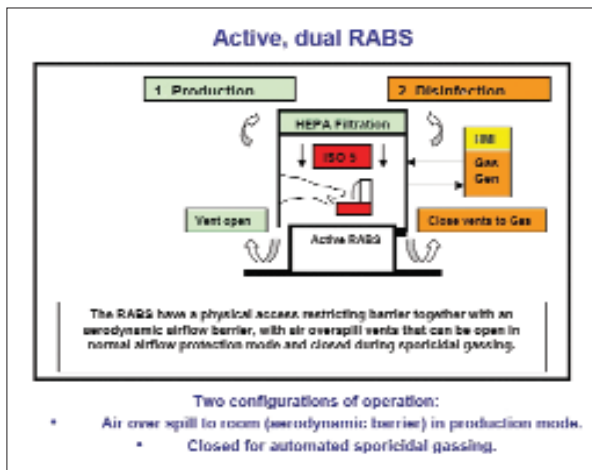 Active, dual RABS
1 Production
2 Disinfection
HEPA Filtration
ISO 5
Gas
Gen
Vent open
Close vents to Gas
Active RABS
The RABS have a physical access restricting barrier together with an
aerodynamic airflow barrier, with air overspill vents that can be open in
normal airflow protection mode and closed during sporicidal gassing.
Two configurations of operation:
• Air over spill to room (aerodynamic barrier) in production mode.
• Closed for automated sporicidal gassing.